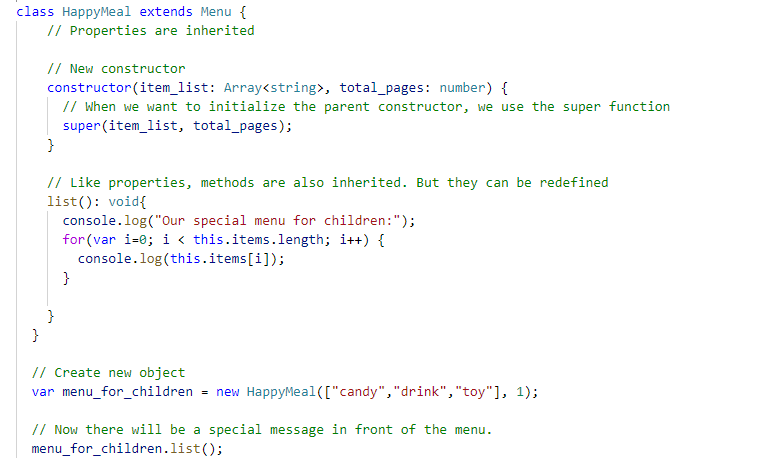 class HappyMeal extends Menu {
// Properties are inherited
// New constructor
constructor(item_list: Array<string>, total_pages: number) {
// When we want to initialize the parent constructor, we use the super function
super(item_list, total_pages);
}
// Like properties, methods are also inherited. But they can be redefined
list(): void{
console.log("Our special menu for children:");
for(var i=0; i < this.items.length; i++) {
console.log(this.items[i]);
}
}
}
// Create new object
var menu_for_children = new HappyMeal(["candy","drink","toy"], 1);
// Now there will be a special message in front of the menu.
menu_for_children.list();